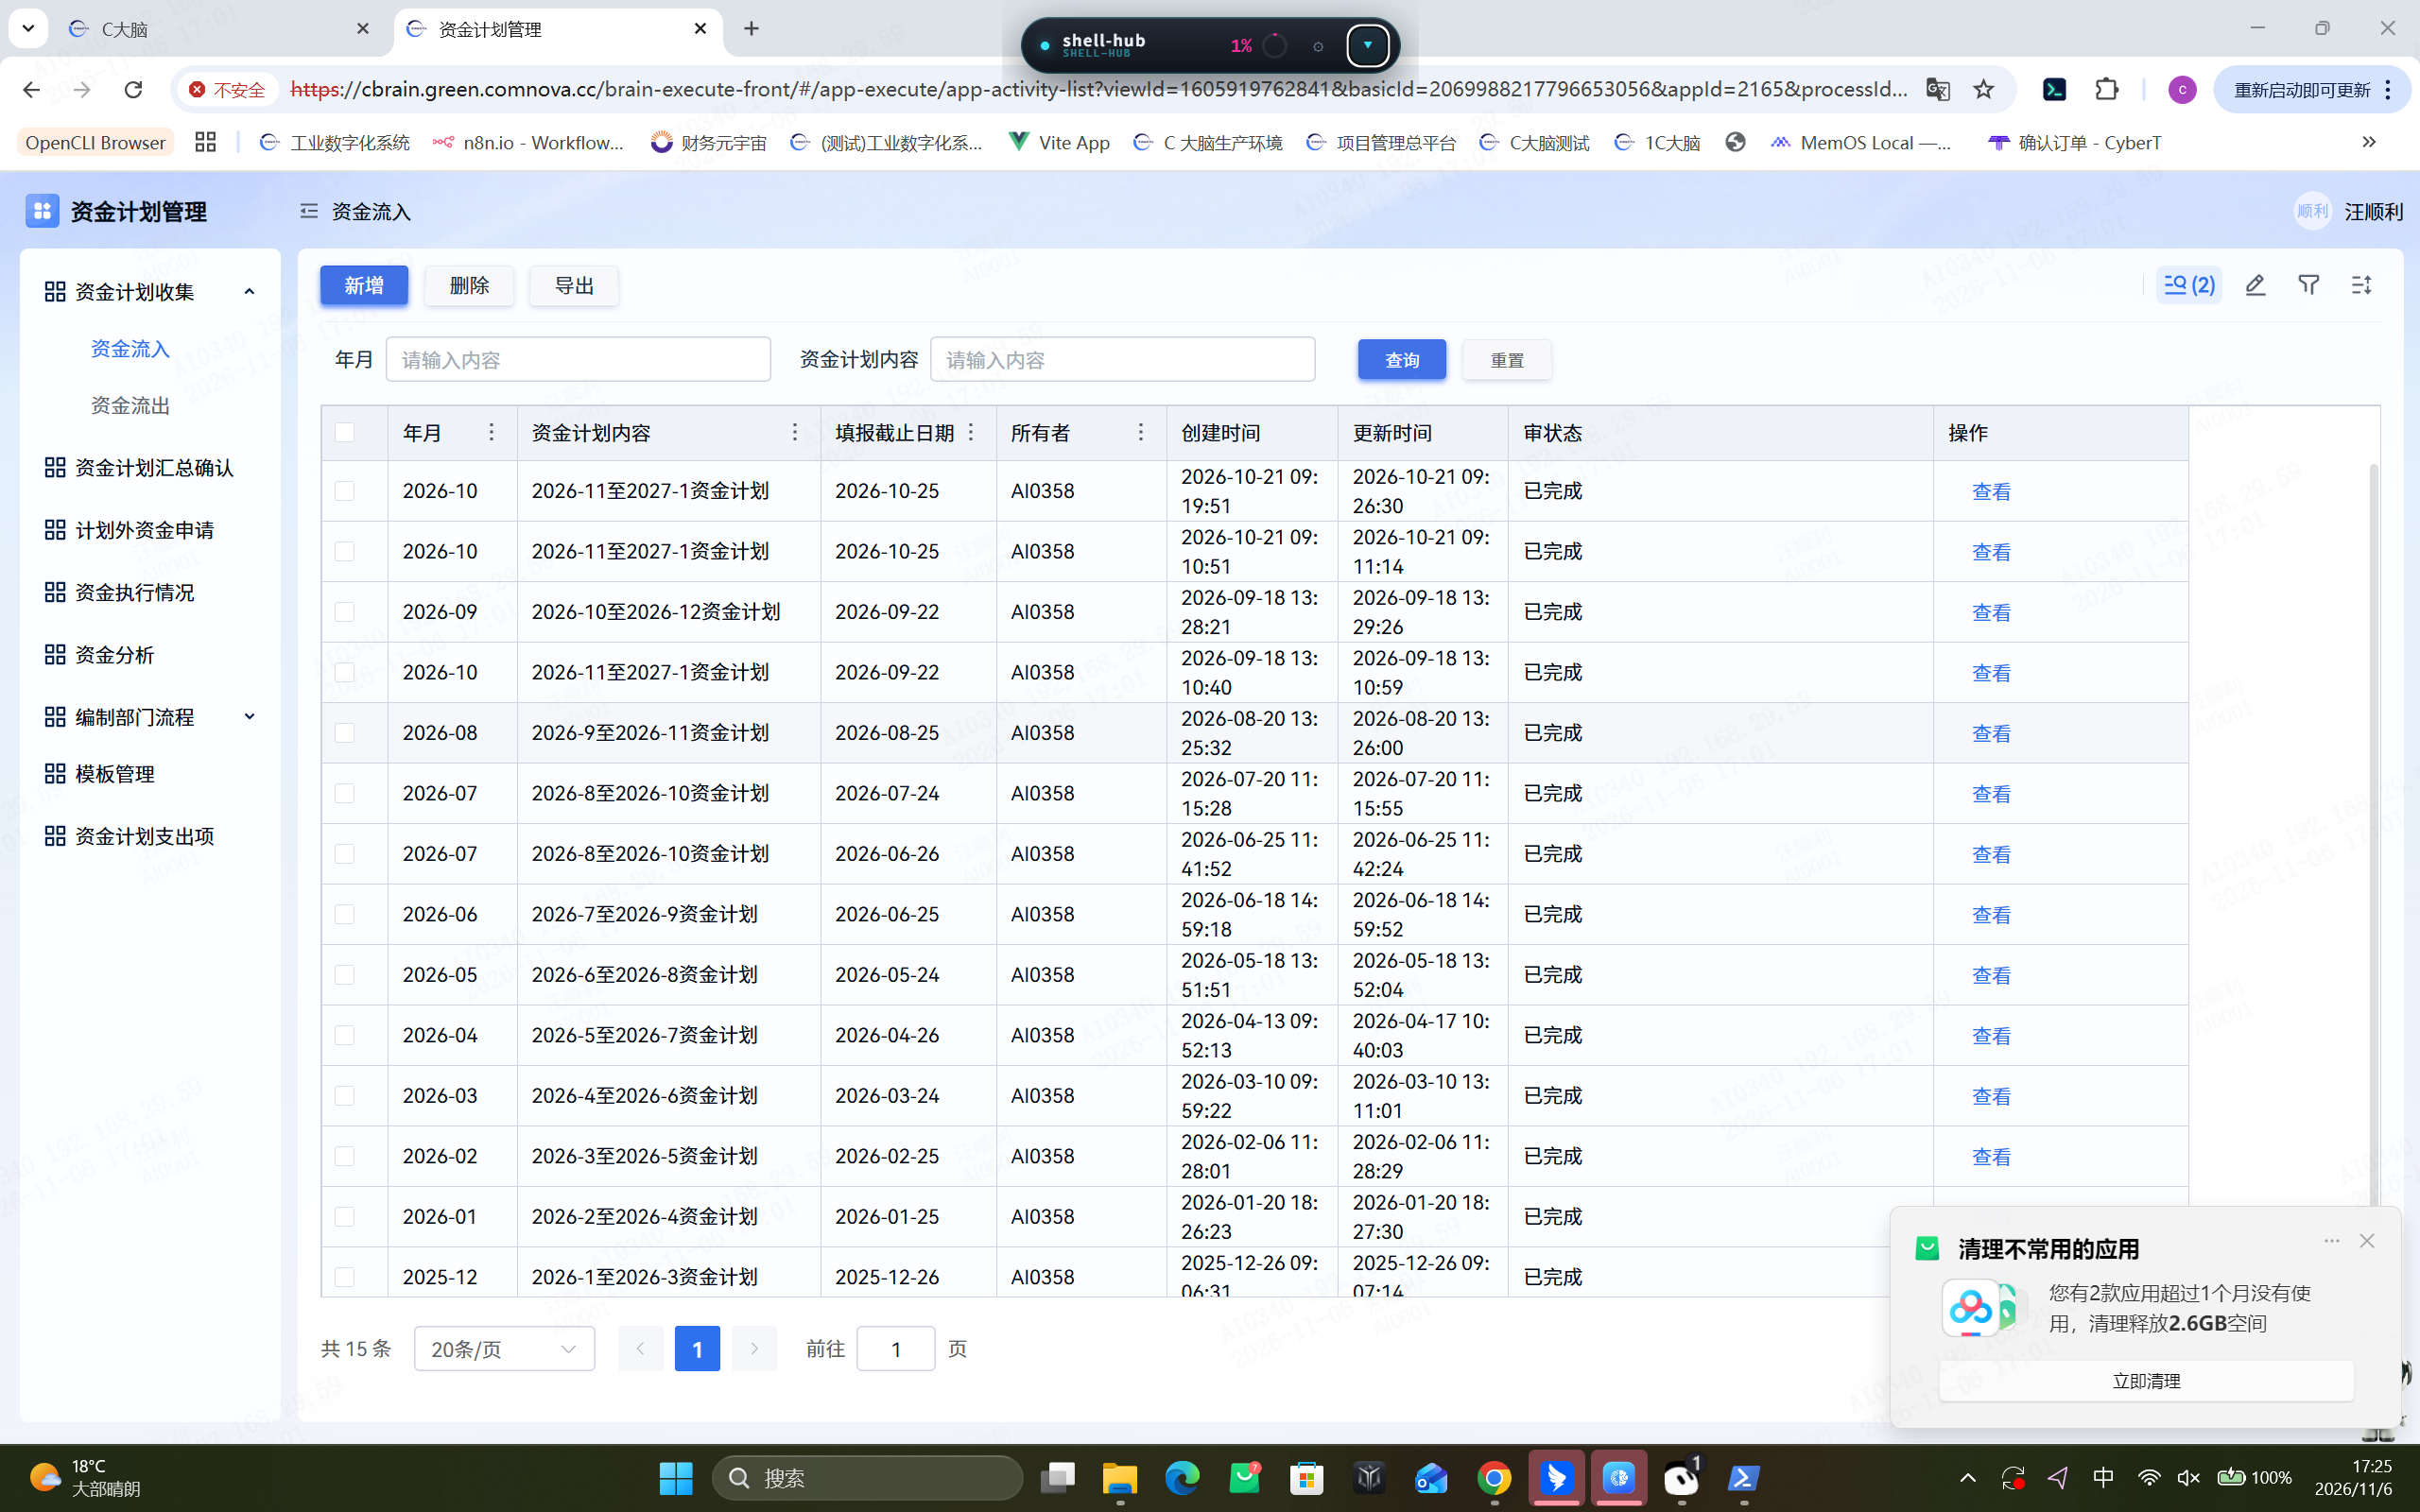 C大脑
资金计划管理
shell-hub
SHELL-HUB
1%
不安全
https://cbrain.green.comnova.cc/brain-execute-front/#/app-execute/app-activity-list?viewId=1605919762841&basicId=2069988217796653056&appId=2165&processId...
C
重新启动即可更新
OpenCLI Browser
工业数字化系统
n8n.io - Workflow...
财务元宇宙
(测试)工业数字化系...
Vite App
C 大脑生产环境
项目管理总平台
C大脑测试
1C大脑
MemOS Local —...
确认订单 - CyberT
资金计划管理
资金流入
顺利
汪顺利
资金计划收集
资金流入
资金流出
资金计划汇总确认
计划外资金申请
资金执行情况
资金分析
编制部门流程
模板管理
资金计划支出项
新增
删除
导出
(2)
年月
请输入内容
资金计划内容
请输入内容
查询
重置
年月 资金计划内容 填报截止日期 所有者 创建时间 更新时间 审状态 操作
2026-10 2026-11至2027-1资金计划 2026-10-25 AI0358 2026-10-21 09:19:51 2026-10-21 09:26:30 已完成 查看
2026-10 2026-11至2027-1资金计划 2026-10-25 AI0358 2026-10-21 09:10:51 2026-10-21 09:11:14 已完成 查看
2026-09 2026-10至2026-12资金计划 2026-09-22 AI0358 2026-09-18 13:28:21 2026-09-18 13:29:26 已完成 查看
2026-10 2026-11至2027-1资金计划 2026-09-22 AI0358 2026-09-18 13:10:40 2026-09-18 13:10:59 已完成 查看
2026-08 2026-9至2026-11资金计划 2026-08-25 AI0358 2026-08-20 13:25:32 2026-08-20 13:26:00 已完成 查看
2026-07 2026-8至2026-10资金计划 2026-07-24 AI0358 2026-07-20 11:15:28 2026-07-20 11:15:55 已完成 查看
2026-07 2026-8至2026-10资金计划 2026-06-26 AI0358 2026-06-25 11:41:52 2026-06-25 11:42:24 已完成 查看
2026-06 2026-7至2026-9资金计划 2026-06-25 AI0358 2026-06-18 14:59:18 2026-06-18 14:59:52 已完成 查看
2026-05 2026-6至2026-8资金计划 2026-05-24 AI0358 2026-05-18 13:51:51 2026-05-18 13:52:04 已完成 查看
2026-04 2026-5至2026-7资金计划 2026-04-26 AI0358 2026-04-13 09:52:13 2026-04-17 10:40:03 已完成 查看
2026-03 2026-4至2026-6资金计划 2026-03-24 AI0358 2026-03-10 09:59:22 2026-03-10 13:11:01 已完成 查看
2026-02 2026-3至2026-5资金计划 2026-02-25 AI0358 2026-02-06 11:28:01 2026-02-06 11:28:29 已完成 查看
2026-01 2026-2至2026-4资金计划 2026-01-25 AI0358 2026-01-20 18:26:23 2026-01-20 18:27:30 已完成
2025-12 2026-1至2026-3资金计划 2025-12-26 AI0358 2025-12-26 09:06:31 2025-12-26 09:07:14 已完成
共 15 条
20条/页
1
前往 1 页
清理不常用的应用
您有2款应用超过1个月没有使
用，清理释放2.6GB空间
立即清理
18°C
大部晴朗
搜索
7
1
中
100%
17:25
2026/11/6